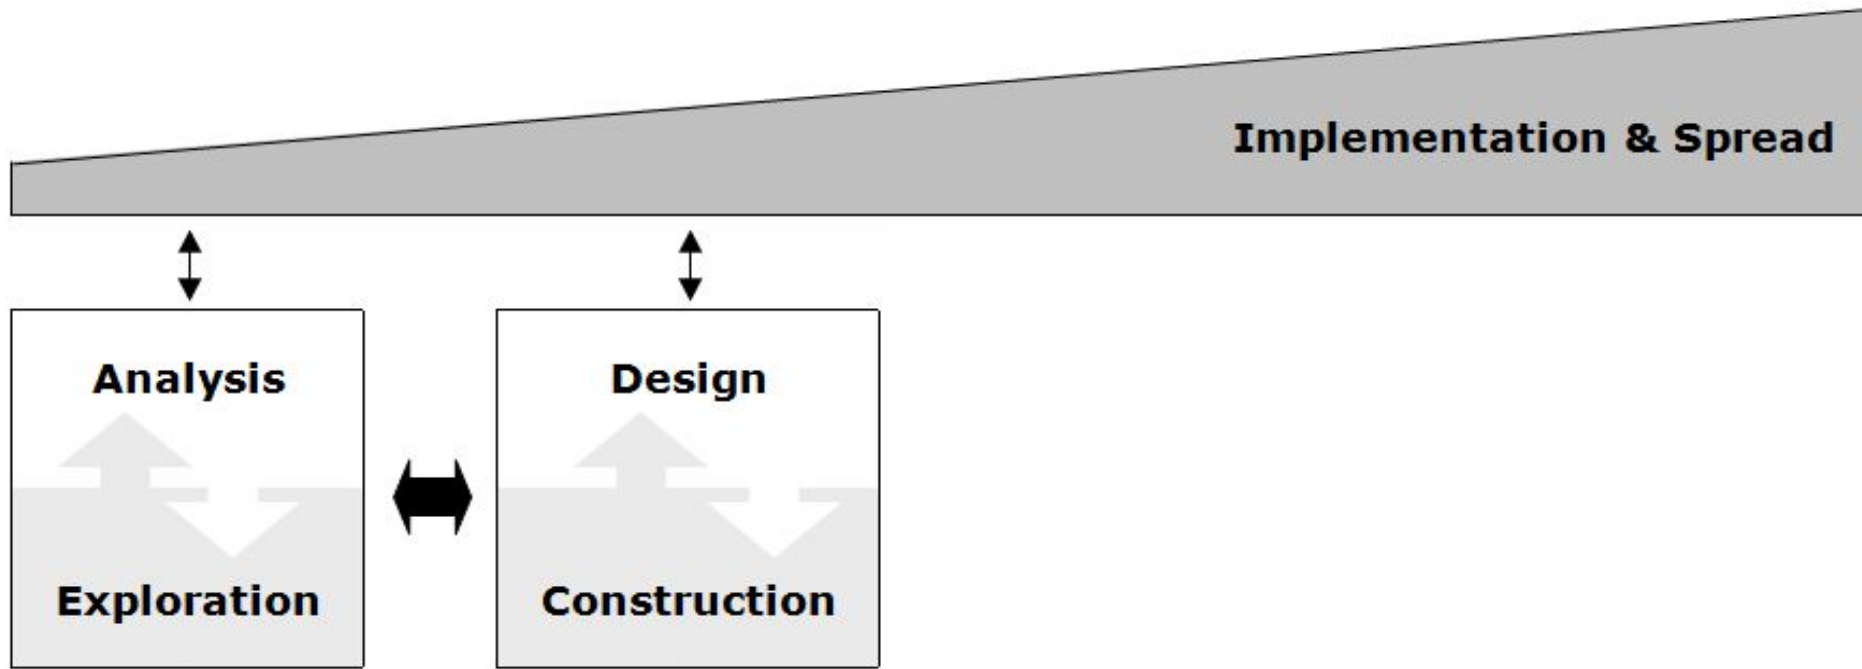 Implementation & Spread
Analysis
Design
Exploration
Construction